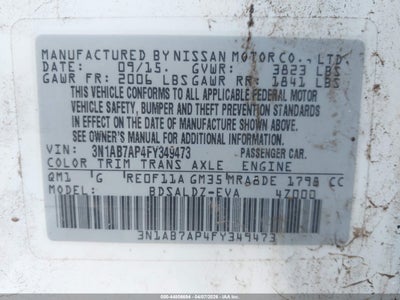 MANUFACTURED BY NISSAN MOTOR CO., LTD.
DATE: 09/15. GVWR: 3823 LBS
GAWR FR: 2006 LBS GAWR RR: 1841 LBS
THIS VEHICLE CONFORMS TO ALL APPLICABLE FEDERAL MOTOR
VEHICLE SAFETY, BUMPER AND THEFT PREVENTION STANDARDS
IN EFFECT ON THE DATE OF MANUFACTURE SHOWN ABOVE.
SEE OWNER'S MANUAL FOR ADDITIONAL INFORMATION.
3N1AB7AP4FY349473 PASSENGER CAR.
COLOR TRIM TRANS AXLE ENGINE
QM1 G RE0F11A GM35 MRA8DE 1798 CC
MODEL: BDSALDZ-EVA 4Z000
3N1AB7AP4FY349473